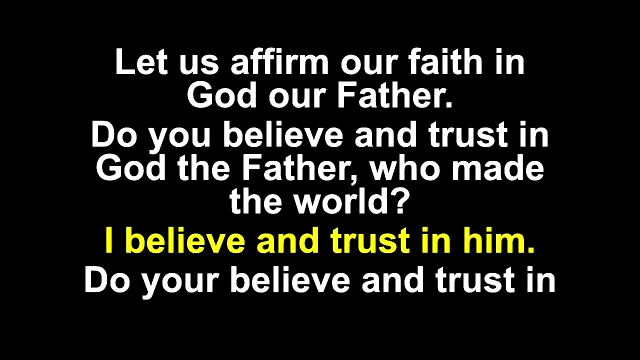 Let us affirm our faith in
God our Father.
Do you believe and trust in
God the Father, who made
the world?
I believe and trust in him.
Do your believe and trust in